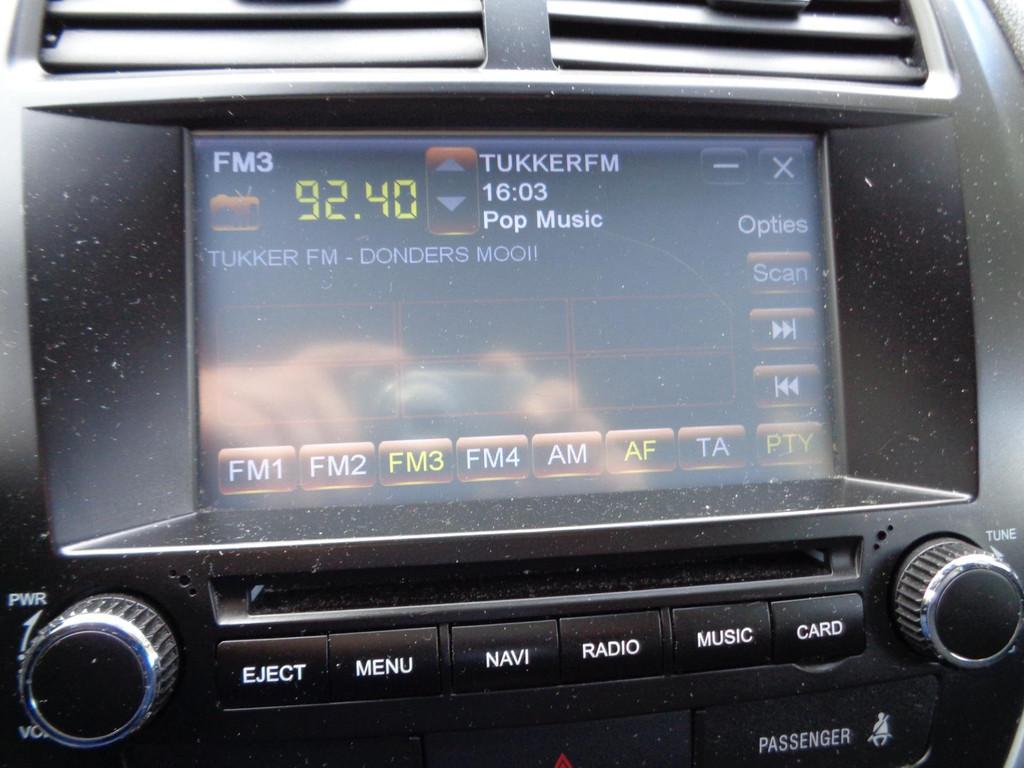 FM3
92.40
TUKKERFM
16:03
Pop Music
Opties
TUKKER FM - DONDERS MOOI!
Scan
FM1 FM2 FM3 FM4 AM AF TA PTY
TUNE
PWR
EJECT MENU NAVI RADIO MUSIC CARD
PASSENGER